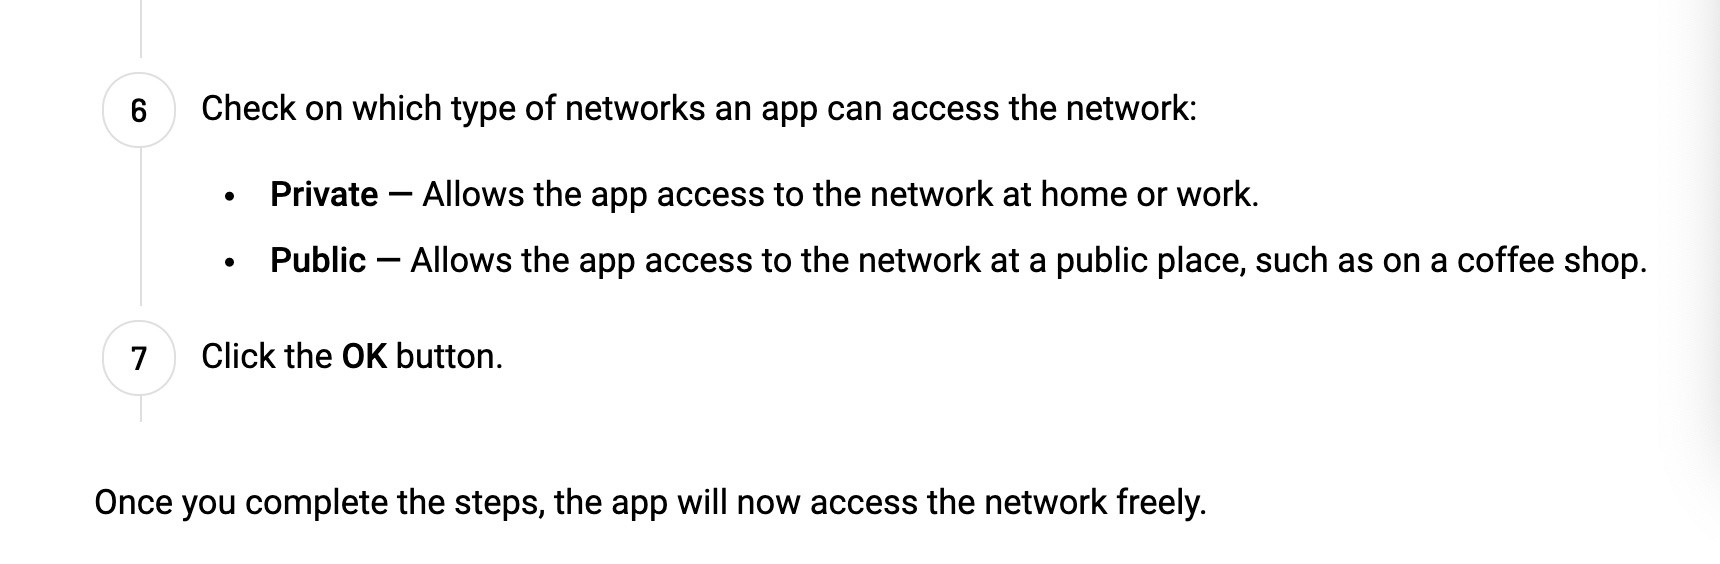 6 Check on which type of networks an app can access the network:
• Private — Allows the app access to the network at home or work.
• Public — Allows the app access to the network at a public place, such as on a coffee shop.
7 Click the OK button.
Once you complete the steps, the app will now access the network freely.